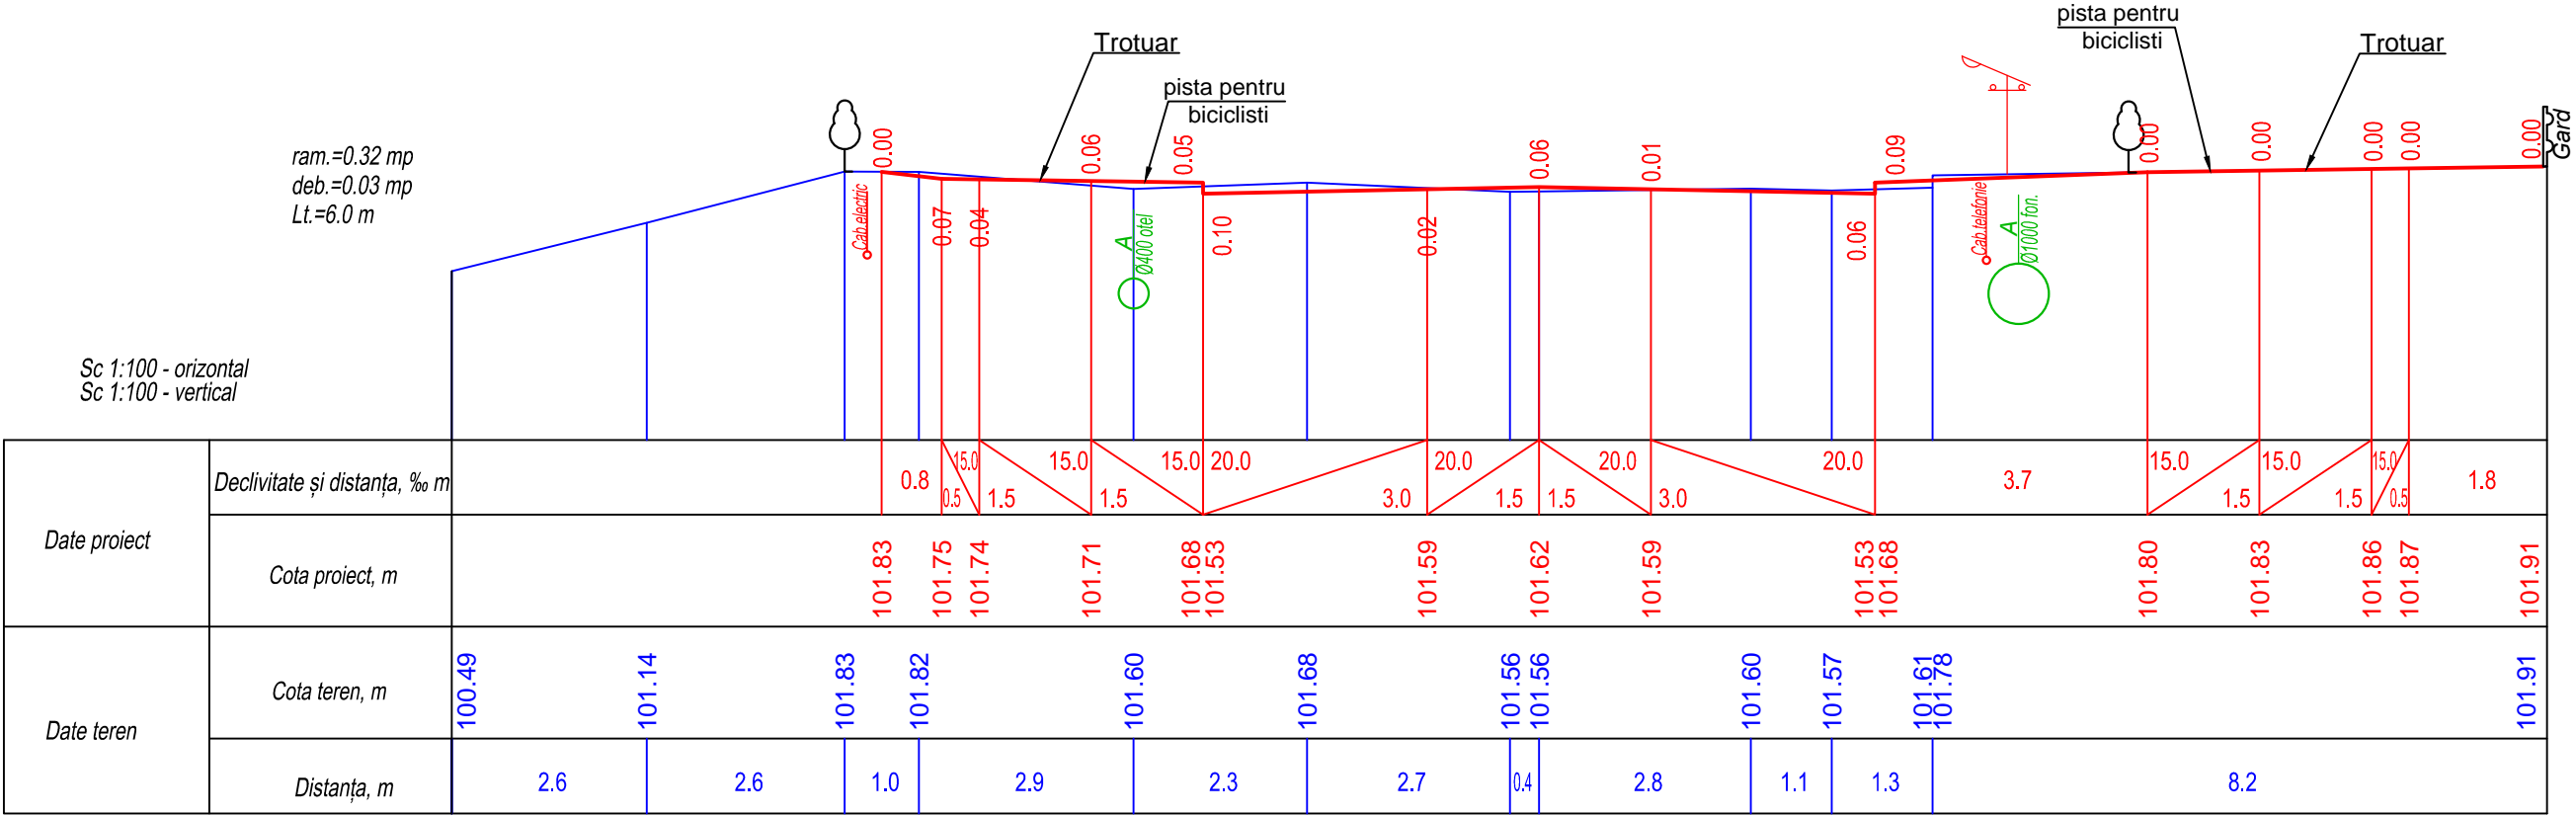 pista pentru
biciclisti
Trotuar
Trotuar
pista pentru
biciclisti
Gard
ram.=0.32 mp
deb.=0.03 mp
Lt.=6.0 m
0.00
0.06
0.05
0.06
0.01
0.09
0.00
0.00
0.00
0.00
0.00
Cab.electric
0.07
0.04
A
Ø400 otel
0.10
0.02
0.06
Cab.telefonie
A
Ø1000 fon.
Sc 1:100 - orizontal
Sc 1:100 - vertical
Date proiect
Declivitate și distanța, ‰ m
15.0 15.0 15.0 20.0 20.0 20.0 20.0 15.0 15.0 15.0
0.8 0.5 1.5 1.5 3.0 1.5 1.5 3.0 3.7 1.5 1.5 0.5 1.8
Cota proiect, m
101.83 101.75 101.74 101.71 101.68 101.53 101.59 101.62 101.59 101.53 101.68 101.80 101.83 101.86 101.87 101.91
Date teren
Cota teren, m
100.49 101.14 101.83 101.82 101.60 101.68 101.56 101.56 101.60 101.57 101.61 101.78 101.91
Distanța, m
2.6 2.6 1.0 2.9 2.3 2.7 0.4 2.8 1.1 1.3 8.2